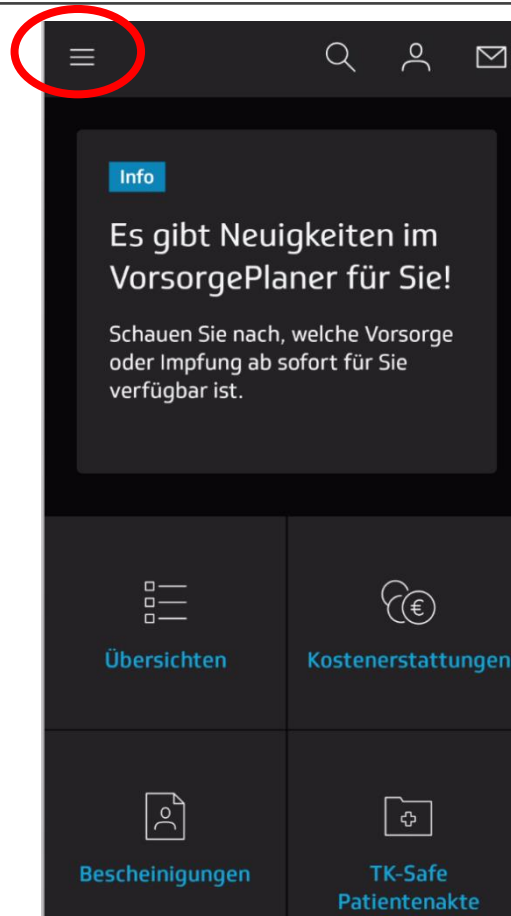 Info
Es gibt Neuigkeiten im
VorsorgePlaner für Sie!
Schauen Sie nach, welche Vorsorge
oder Impfung ab sofort für Sie
verfügbar ist.
Übersichten
Kostenerstattungen
Bescheinigungen
TK-Safe
Patientenakte